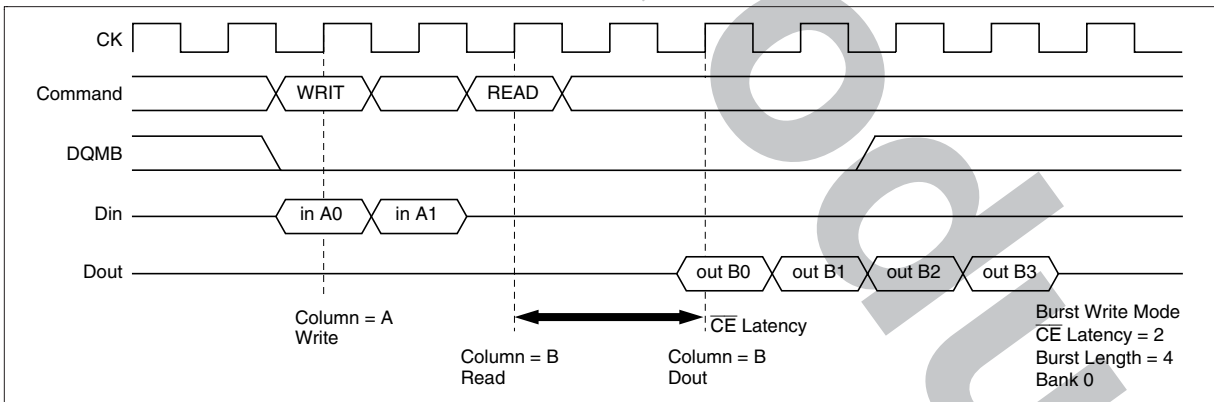 CK
Command
WRIT
READ
DQMB
Din
in A0
in A1
Dout
out B0
out B1
out B2
out B3
Column = A
Write
CE Latency
Column = B
Read
Column = B
Dout
Burst Write Mode
CE Latency = 2
Burst Length = 4
Bank 0